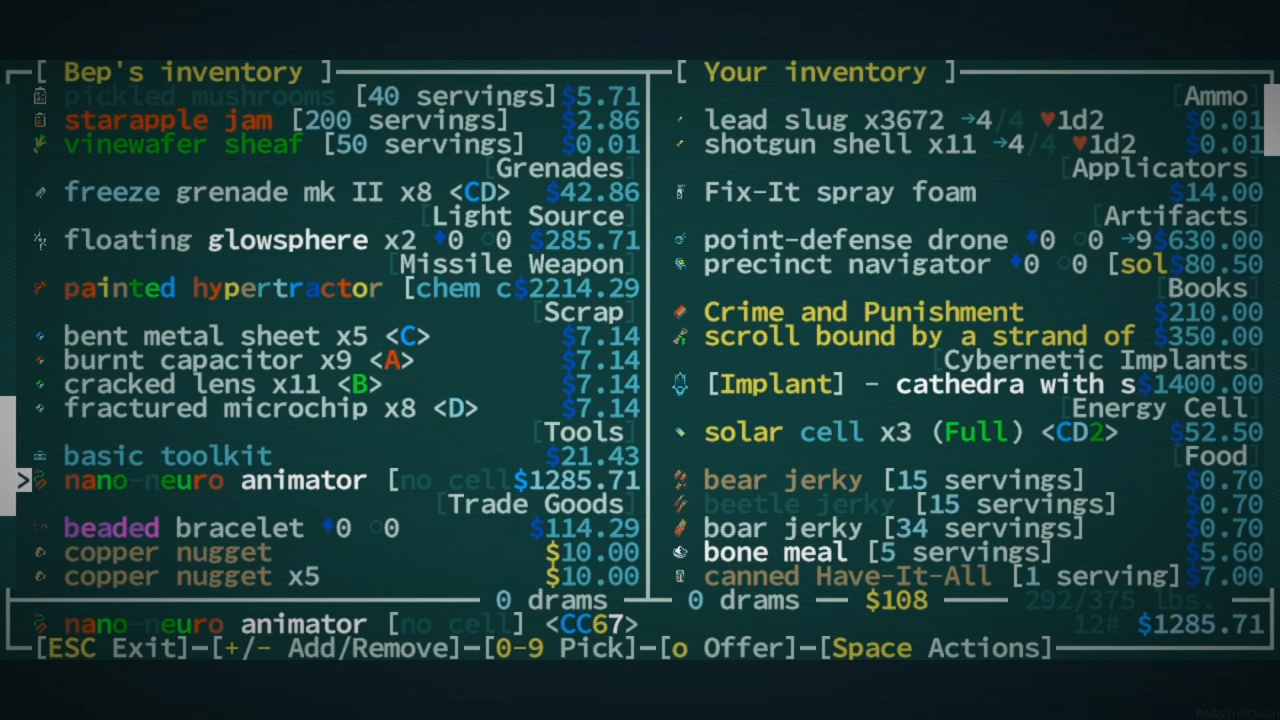 [ Bep's inventory ]
pickled mushrooms [40 servings] $5.71
starapple jam [200 servings] $2.86
vinewafer sheaf [50 servings] $0.01
[Grenades]
freeze grenade mk II x8 <CD> $42.86
[Light Source]
floating glowsphere x2 ♦0 ○0 $285.71
[Missile Weapon]
painted hypertractor [chem c$2214.29
[Scrap]
bent metal sheet x5 <C> $7.14
burnt capacitor x9 <A> $7.14
cracked lens x11 <B> $7.14
fractured microchip x8 <D> $7.14
[Tools]
basic toolkit $21.43
> nano-neuro animator [no cell$1285.71
[Trade Goods]
beaded bracelet ♦0 ○0 $114.29
copper nugget $10.00
copper nugget x5 $10.00
[ Your inventory ]
[Ammo]
lead slug x3672 →4/4 ♥1d2 $0.01
shotgun shell x11 →4/4 ♥1d2 $0.01
[Applicators]
Fix-It spray foam $14.00
[Artifacts]
point-defense drone ♦0 ○0 →9$630.00
precinct navigator ♦0 ○0 [sol$80.50
[Books]
Crime and Punishment $210.00
scroll bound by a strand of $350.00
[Cybernetic Implants]
[Implant] - cathedra with s$1400.00
[Energy Cell]
solar cell x3 (Full) <CD2> $52.50
[Food]
bear jerky [15 servings] $0.70
beetle jerky [15 servings] $0.70
boar jerky [34 servings] $0.70
bone meal [5 servings] $5.60
canned Have-It-All [1 serving] $7.00
0 drams 0 drams — $108 — 292/375 lbs.
nano-neuro animator [no cell] <CC67> 12# $1285.71
[ESC Exit]-[+/- Add/Remove]-[0-9 Pick]-[o Offer]-[Space Actions]